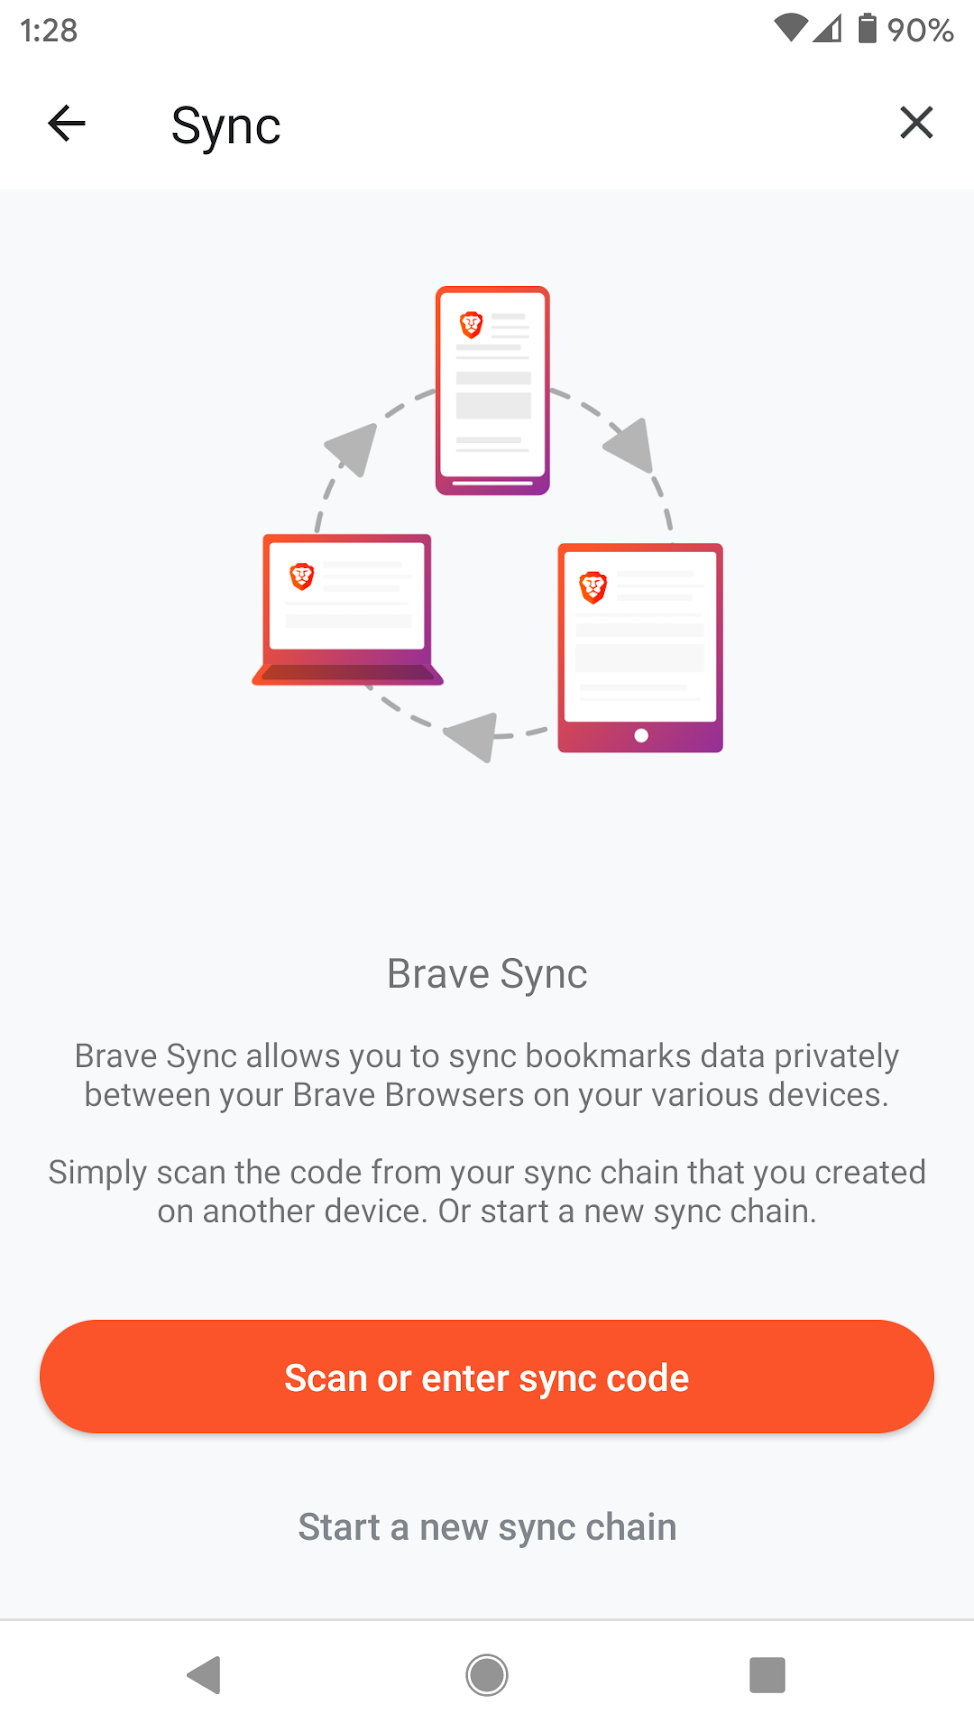 1:28
90%
Sync
Brave Sync
Brave Sync allows you to sync bookmarks data privately
between your Brave Browsers on your various devices.
Simply scan the code from your sync chain that you created
on another device. Or start a new sync chain.
Scan or enter sync code
Start a new sync chain